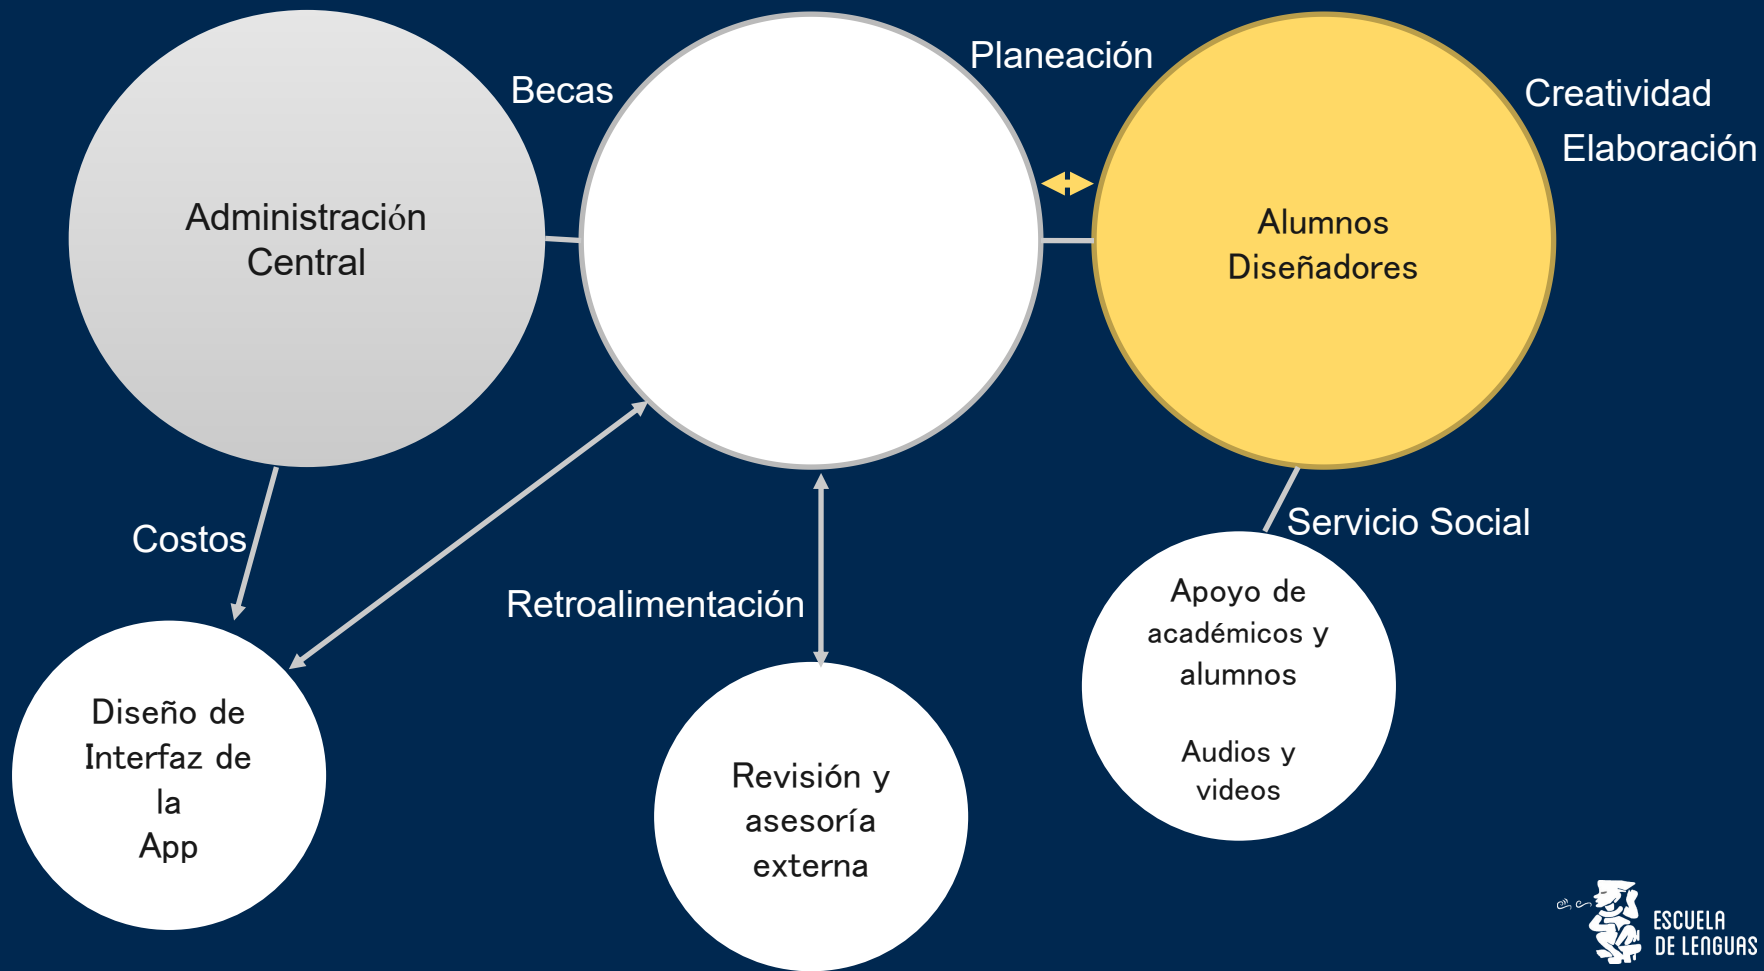 Becas
Planeación
Creatividad
Elaboración
Administración
Central
Alumnos
Diseñadores
Costos
Retroalimentación
Servicio Social
Diseño de
Interfaz de
la
App
Revisión y
asesoría
externa
Apoyo de
académicos y
alumnos
Audios y
videos
ESCUELA
DE LENGUAS